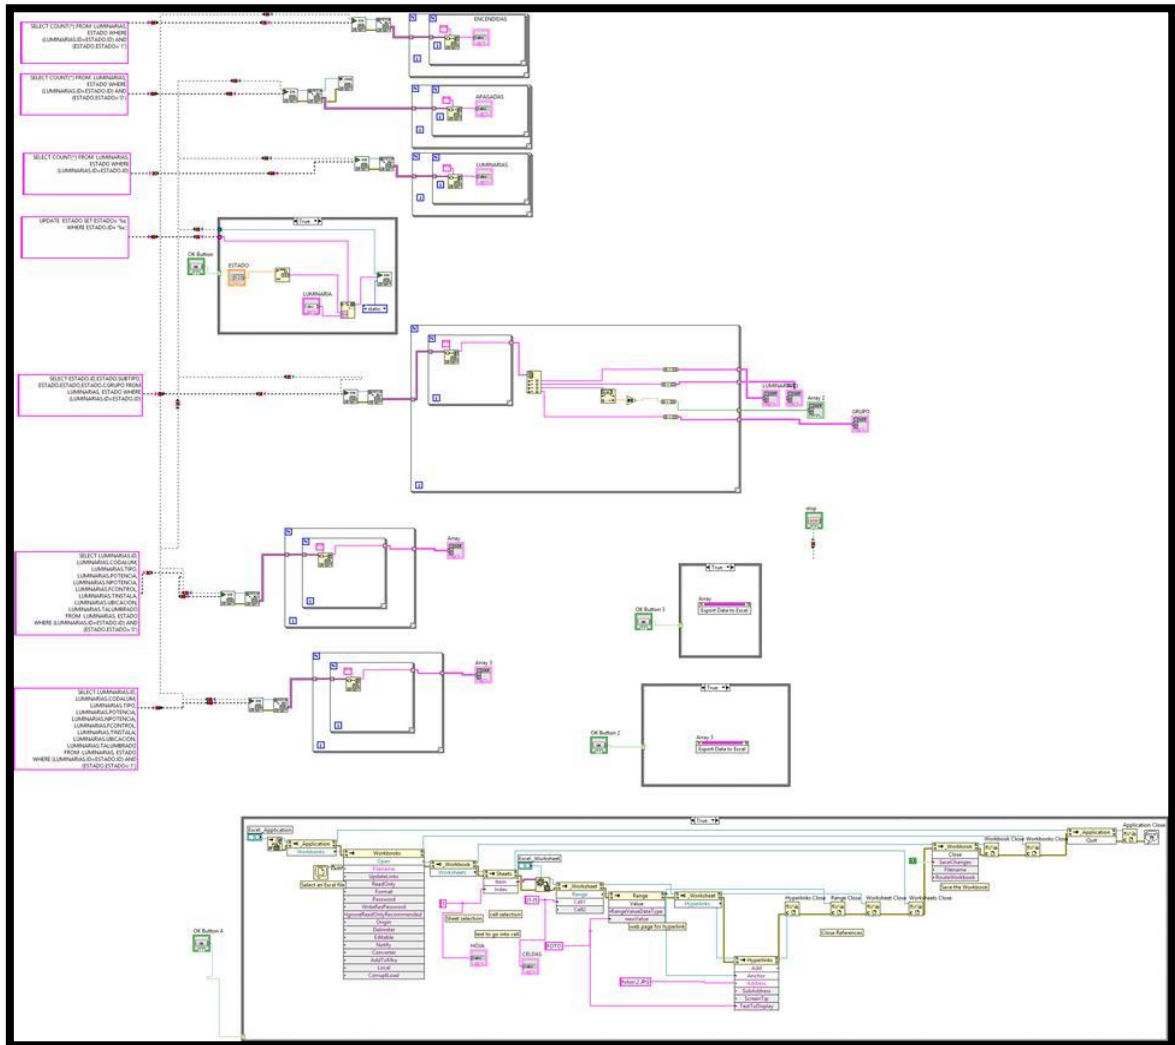 SELECT COUNT(*) FROM LUMINARIAS,
ESTADO WHERE
(LUMINARIAS.ID=ESTADO.ID) AND
(ESTADO.ESTADO= '1')
ENCENDIDAS
SELECT COUNT(*) FROM LUMINARIAS,
ESTADO WHERE
(LUMINARIAS.ID=ESTADO.ID) AND
(ESTADO.ESTADO= '0')
APAGADAS
SELECT COUNT(*) FROM LUMINARIAS,
ESTADO WHERE
(LUMINARIAS.ID=ESTADO.ID)
LUMINARIAS
UPDATE ESTADO SET ESTADO=
WHERE ESTADO.ID=
True
OK Button
ESTADO
LUMINARIA
static
SELECT ESTADO.ID,ESTADO.SUBTIPO,
ESTADO.ESTADO,ESTADO.CGRUPO FROM
LUMINARIAS, ESTADO WHERE
(LUMINARIAS.ID=ESTADO.ID)
Array 2
GRUPO
stop
SELECT LUMINARIAS.ID,
LUMINARIAS.CODALUM,
LUMINARIAS.TIPO,
LUMINARIAS.POTENCIA,
LUMINARIAS.NPOTENCIA,
LUMINARIAS.FCONTROL,
LUMINARIAS.TINSTALA,
LUMINARIAS.UBICACION,
LUMINARIAS.TALUMBRADO
FROM LUMINARIAS, ESTADO
WHERE (LUMINARIAS.ID=ESTADO.ID) AND
(ESTADO.ESTADO= '0')
Array
True
Array
Export Data to Excel
OK Button 3
SELECT LUMINARIAS.ID,
LUMINARIAS.CODALUM,
LUMINARIAS.TIPO,
LUMINARIAS.POTENCIA,
LUMINARIAS.NPOTENCIA,
LUMINARIAS.FCONTROL,
LUMINARIAS.TINSTALA,
LUMINARIAS.UBICACION,
LUMINARIAS.TALUMBRADO
FROM LUMINARIAS, ESTADO
WHERE (LUMINARIAS.ID=ESTADO.ID) AND
(ESTADO.ESTADO= '1')
Array 3
True
OK Button 2
Array 3
Export Data to Excel
True
Excel._Application
_Application
Workbooks
Select an Excel file
Workbooks
Open
Filename
UpdateLinks
ReadOnly
Format
Password
WriteResPassword
IgnoreReadOnlyRecommended
Origin
Delimiter
Editable
Notify
Converter
AddToMru
Local
CorruptLoad
_Workbook
Worksheets
Sheets
Item
Index
Sheet selection
Excel._Worksheet
cell selection
text to go into cell
HOJA
CELDAS
_Worksheet
Range
Cell1
Cell2
Range
Value
RangeValueDataType
newValue
web page for hyperlink
FOTO
_Worksheet
Hyperlinks
Hyperlinks
Add
Anchor
Address
SubAddress
ScreenTip
TextToDisplay
Hyperlinks Close
Range Close
Worksheet Close
Worksheets Close
Close References
_Workbook
Close
SaveChanges
Filename
RouteWorkbook
Save the Workbook
Workbook Close
Workbooks Close
_Application
Quit
Application Close
OK Button 4